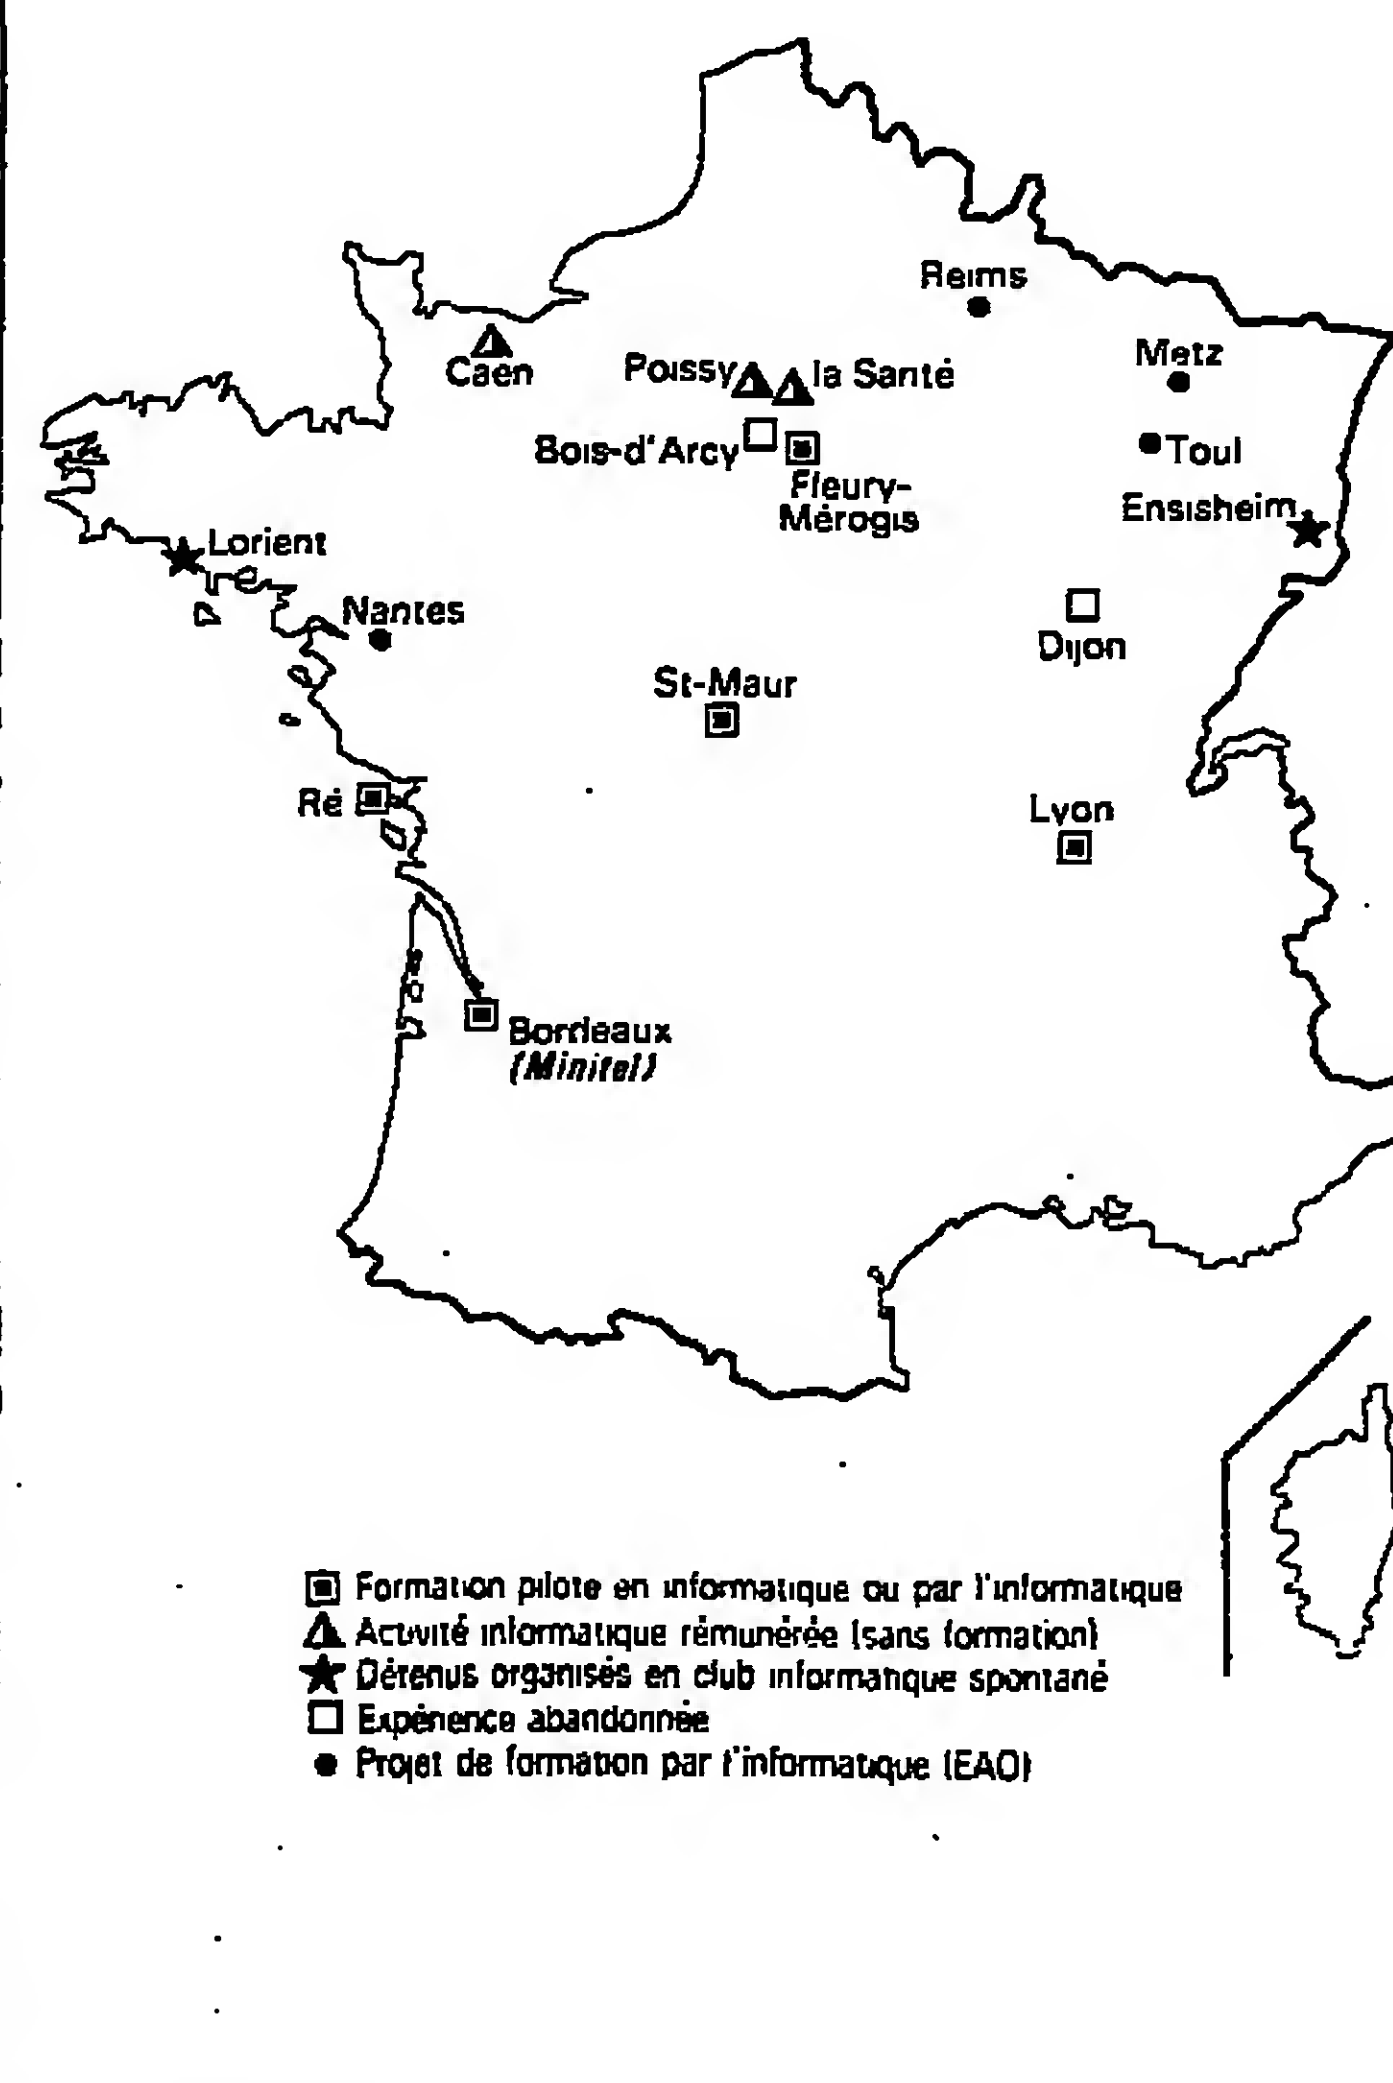 Reims
Metz
Caen
Poissy
la Santé
Bois-d'Arcy
Toul
Fleury-
Mérogis
Ensisheim
Lorient
Nantes
Dijon
St-Maur
Ré
Lyon
Bordeaux
(Minitel)
Formation pilote en informatique ou par l'informatique
Activité informatique rémunérée (sans formation)
Détenus organisés en club informatique spontané
Expérience abandonnée
Projet de formation par l'informatique (EAO)